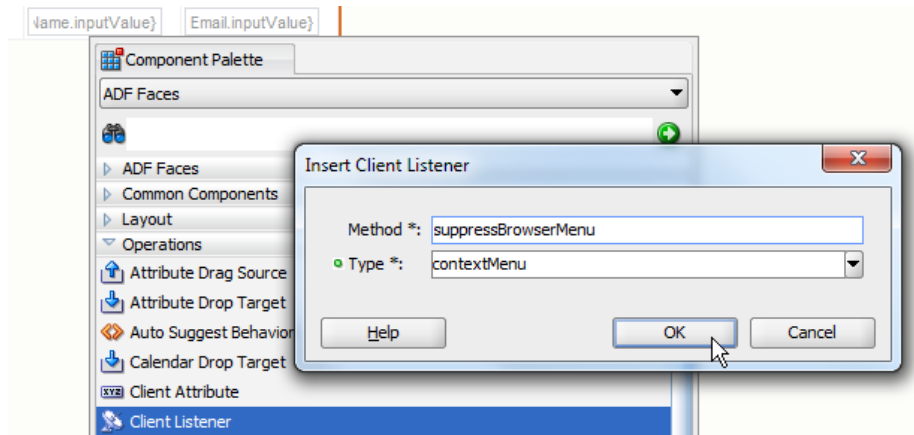 Name.inputValue} Email.inputValue}
Component Palette
ADF Faces
Insert Client Listener
ADF Faces
Common Components
Layout
Operations
Attribute Drag Source
Attribute Drop Target
Auto Suggest Behavior
Calendar Drop Target
XYZ Client Attribute
Client Listener
Method *: suppressBrowserMenu
Type *: contextMenu
Help OK Cancel